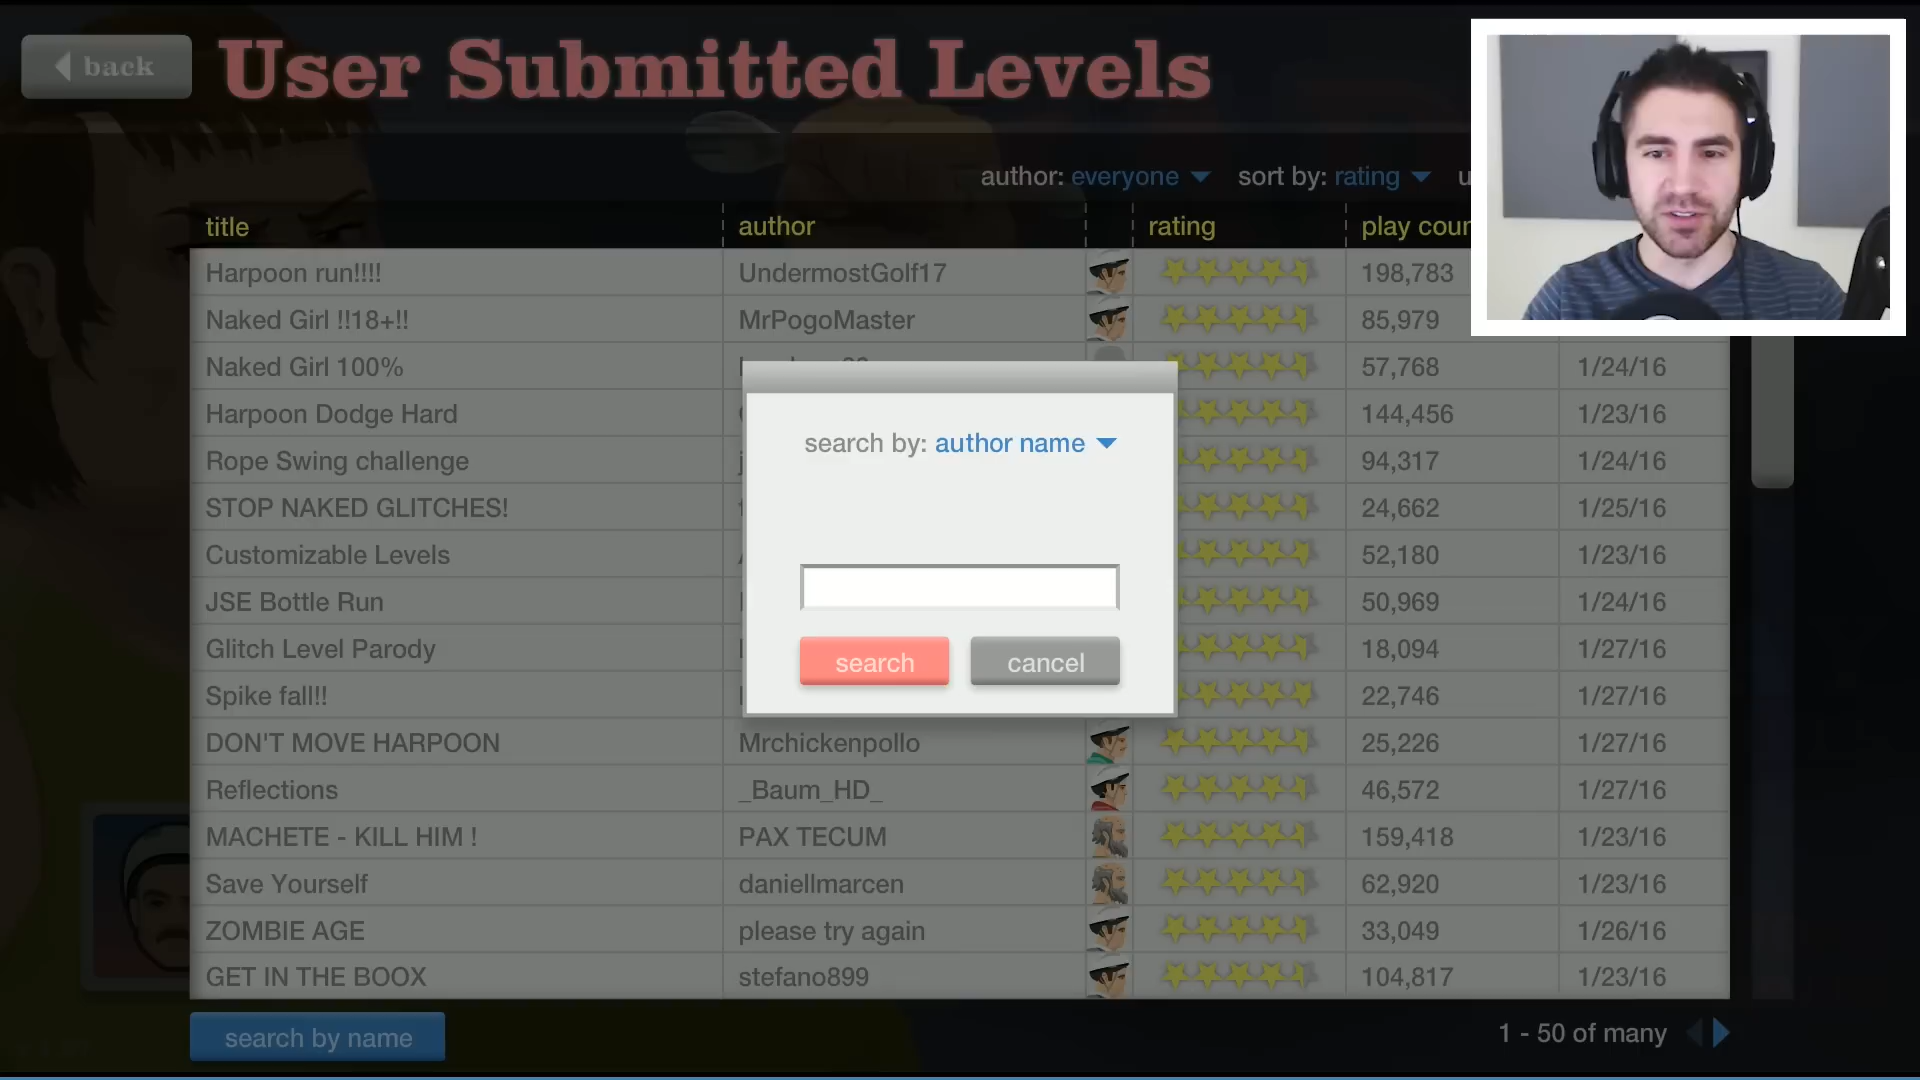 back
User Submitted Levels
author: everyone sort by: rating
title author rating play coun
Harpoon run!!!! UndermostGolf17 198,783
Naked Girl !!18+!! MrPogoMaster 85,979
Naked Girl 100% 57,768 1/24/16
Harpoon Dodge Hard 144,456 1/23/16
Rope Swing challenge 94,317 1/24/16
STOP NAKED GLITCHES! 24,662 1/25/16
Customizable Levels 52,180 1/23/16
JSE Bottle Run 50,969 1/24/16
Glitch Level Parody 18,094 1/27/16
Spike fall!! 22,746 1/27/16
DON'T MOVE HARPOON Mrchickenpollo 25,226 1/27/16
Reflections _Baum_HD_ 46,572 1/27/16
MACHETE - KILL HIM ! PAX TECUM 159,418 1/23/16
Save Yourself daniellmarcen 62,920 1/23/16
ZOMBIE AGE please try again 33,049 1/26/16
GET IN THE BOOX stefano899 104,817 1/23/16
search by: author name
search cancel
search by name
1 - 50 of many